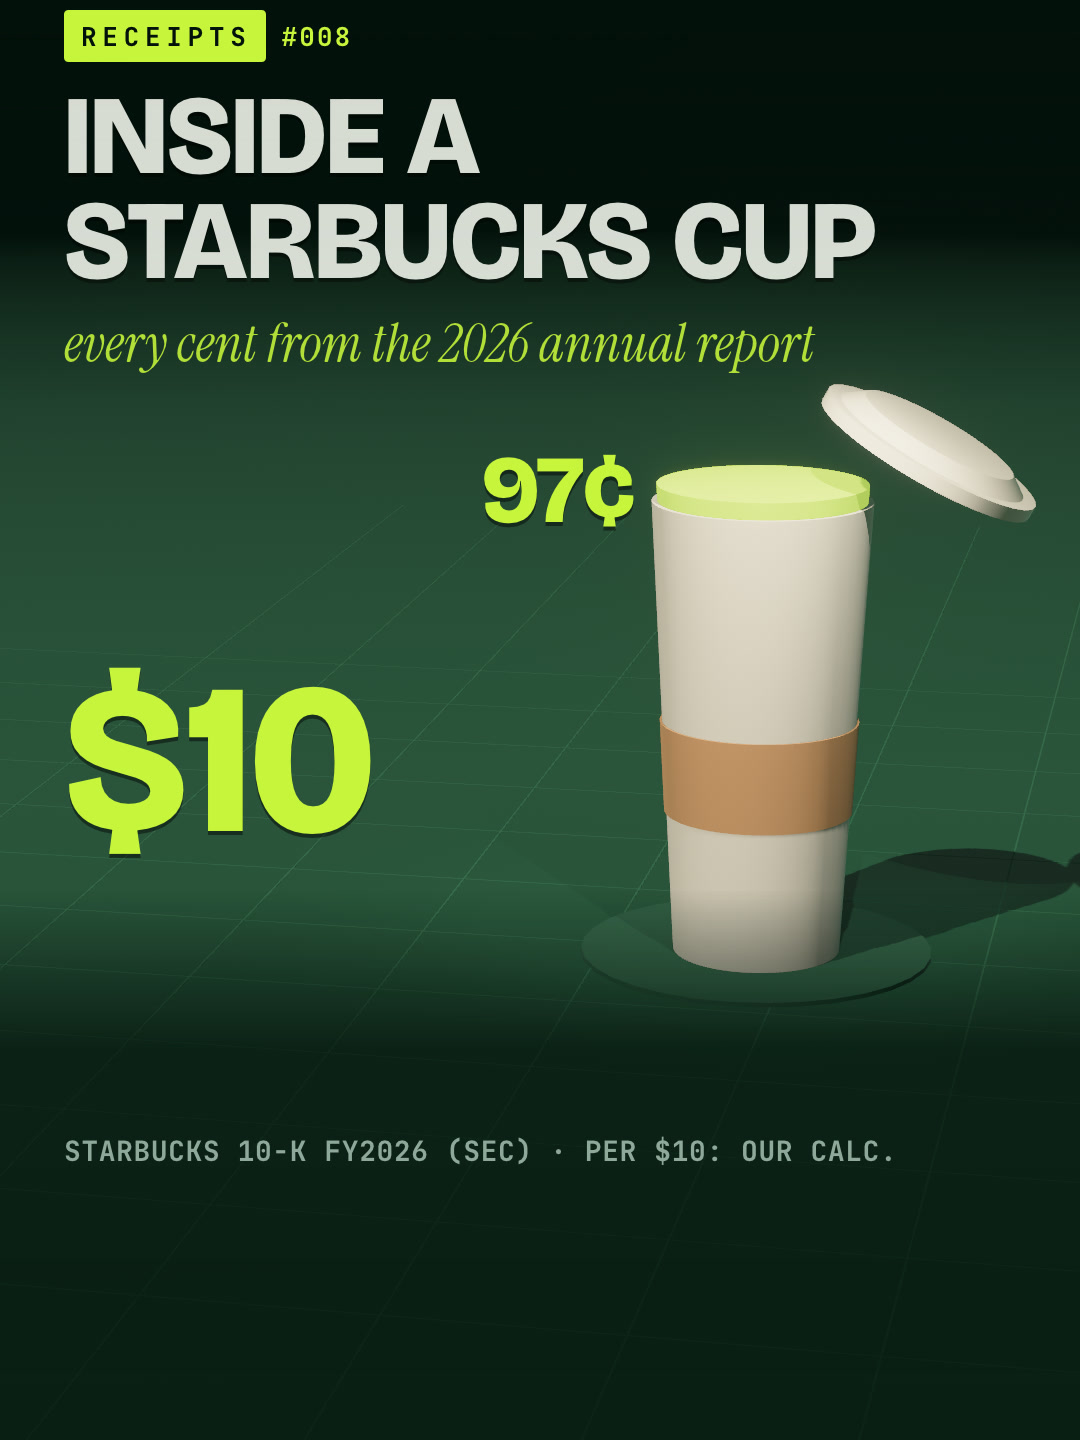 RECEIPTS #008
INSIDE A
STARBUCKS CUP
every cent from the 2026 annual report
97¢
$10
STARBUCKS 10-K FY2026 (SEC) · PER $10: OUR CALC.